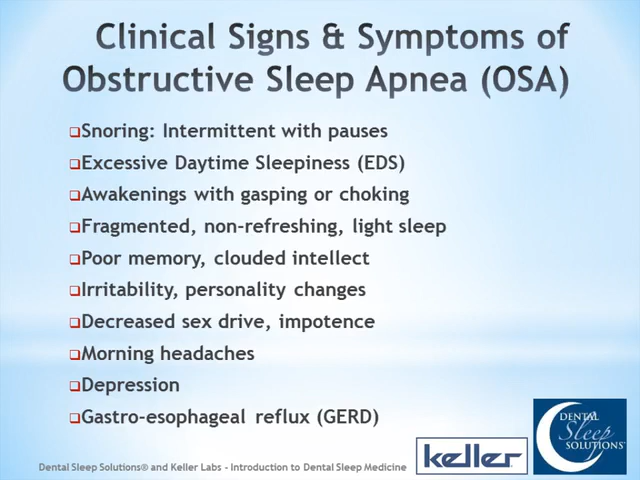 Clinical Signs & Symptoms of
Obstructive Sleep Apnea (OSA)
Snoring: Intermittent with pauses
Excessive Daytime Sleepiness (EDS)
Awakenings with gasping or choking
Fragmented, non-refreshing, light sleep
Poor memory, clouded intellect
Irritability, personality changes
Decreased sex drive, impotence
Morning headaches
Depression
Gastro-esophageal reflux (GERD)
Dental Sleep Solutions® and Keller Labs - Introduction to Dental Sleep Medicine
keller
DENTAL
Sleep
SOLUTIONS